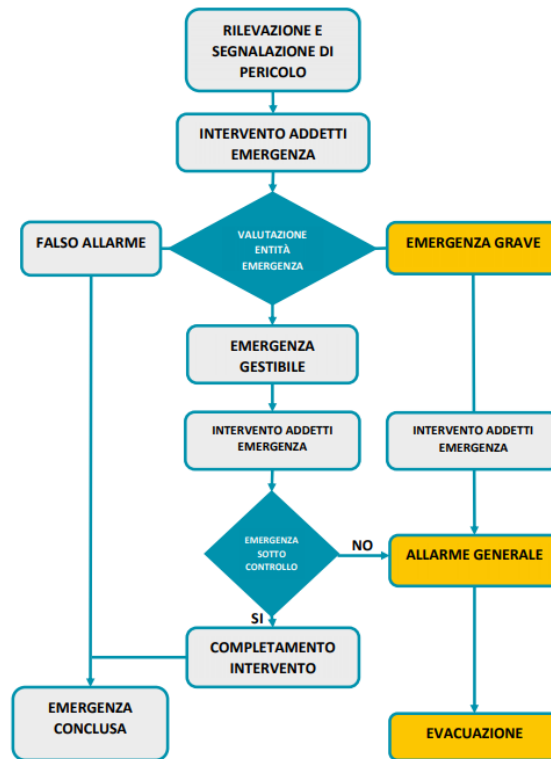 RILEVAZIONE E
SEGNALAZIONE DI
PERICOLO
INTERVENTO ADDETTI
EMERGENZA
FALSO ALLARME
VALUTAZIONE
ENTITÀ
EMERGENZA
EMERGENZA GRAVE
EMERGENZA
GESTIBILE
INTERVENTO ADDETTI
EMERGENZA
INTERVENTO ADDETTI
EMERGENZA
EMERGENZA
SOTTO
CONTROLLO
NO
ALLARME GENERALE
SI
COMPLETAMENTO
INTERVENTO
EMERGENZA
CONCLUSA
EVACUAZIONE